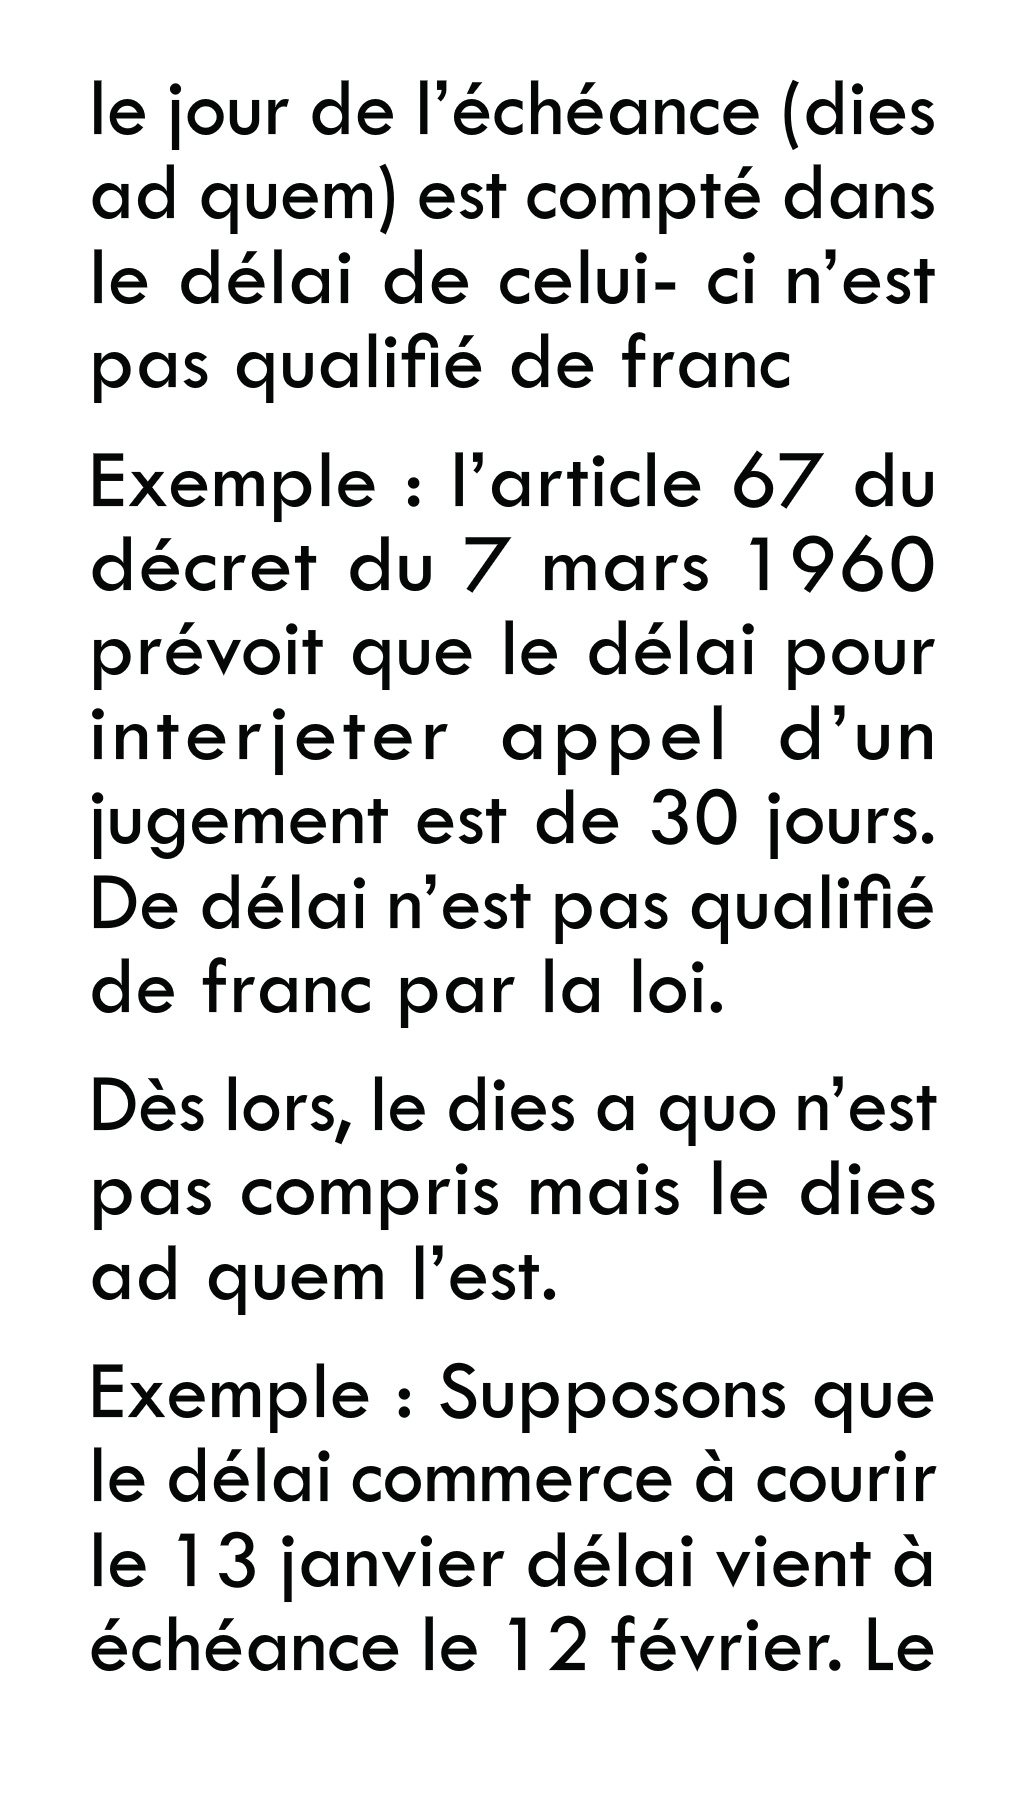 le jour de l’échéance (dies
ad quem) est compté dans
le délai de celui- ci n’est
pas qualifié de franc
Exemple : l’article 67 du
décret du 7 mars 1960
prévoit que le délai pour
interjeter appel d’un
jugement est de 30 jours.
De délai n’est pas qualifié
de franc par la loi.
Dès lors, le dies a quo n’est
pas compris mais le dies
ad quem l’est.
Exemple : Supposons que
le délai commerce à courir
le 13 janvier délai vient à
échéance le 12 février. Le